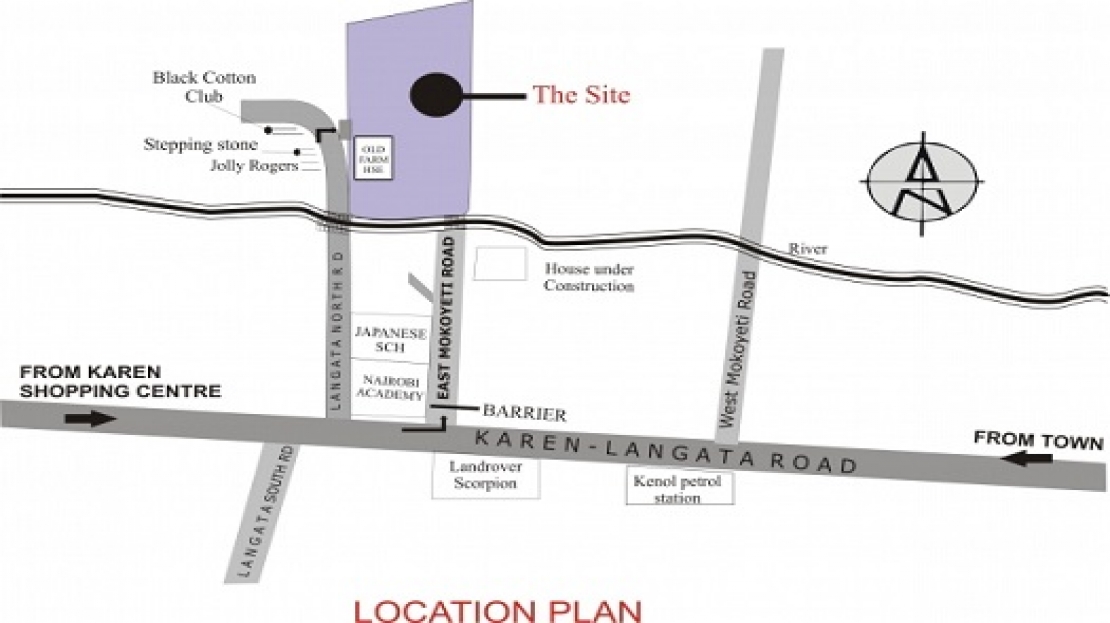 Black Cotton
Club
The Site
Stepping stone
Jolly Rogers
OLD
FARM
HSE
N
River
House under
Construction
LANGATA NORTH RD
EAST MOKOYETI ROAD
West Mokoyeti Road
JAPANESE
SCH
NAIROBI
ACADEMY
FROM KAREN
SHOPPING CENTRE
BARRIER
KAREN-LANGATA ROAD
FROM TOWN
LANGATA SOUTH RD
Landrover
Scorpion
Kenol petrol
station
LOCATION PLAN